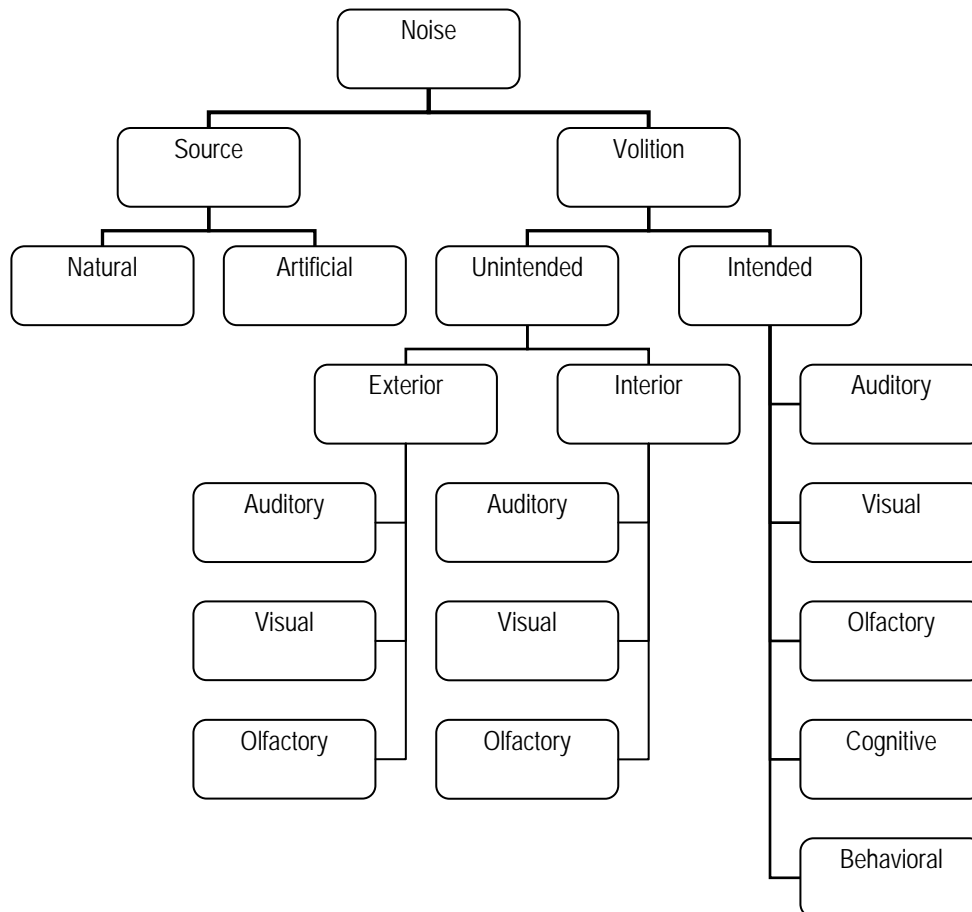 Noise
Source
Volition
Natural
Artificial
Unintended
Intended
Exterior
Interior
Auditory
Auditory
Auditory
Visual
Visual
Visual
Olfactory
Olfactory
Olfactory
Cognitive
Behavioral